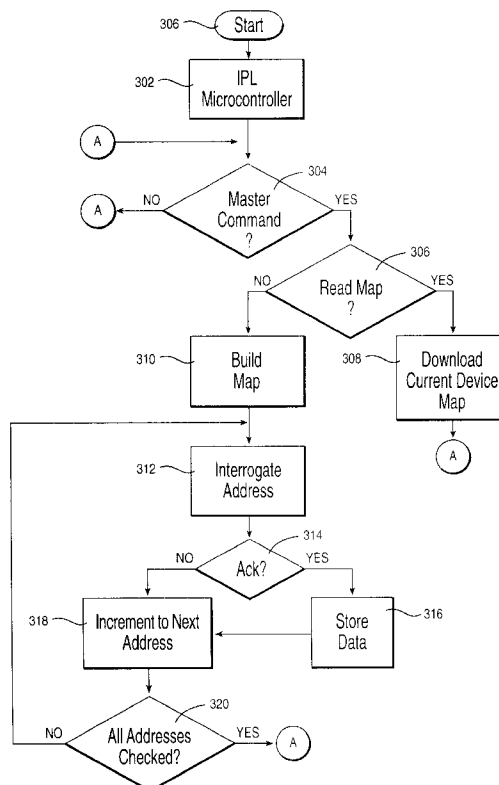 306
Start
302
IPL
Microcontroller
A
304
A
NO
Master
Command
?
YES
306
NO
Read Map
?
YES
310
Build
Map
308
Download
Current Device
Map
A
312
Interrogate
Address
314
NO
Ack?
YES
318
Increment to Next
Address
Store
Data
316
320
NO
All Addresses
Checked?
YES
A